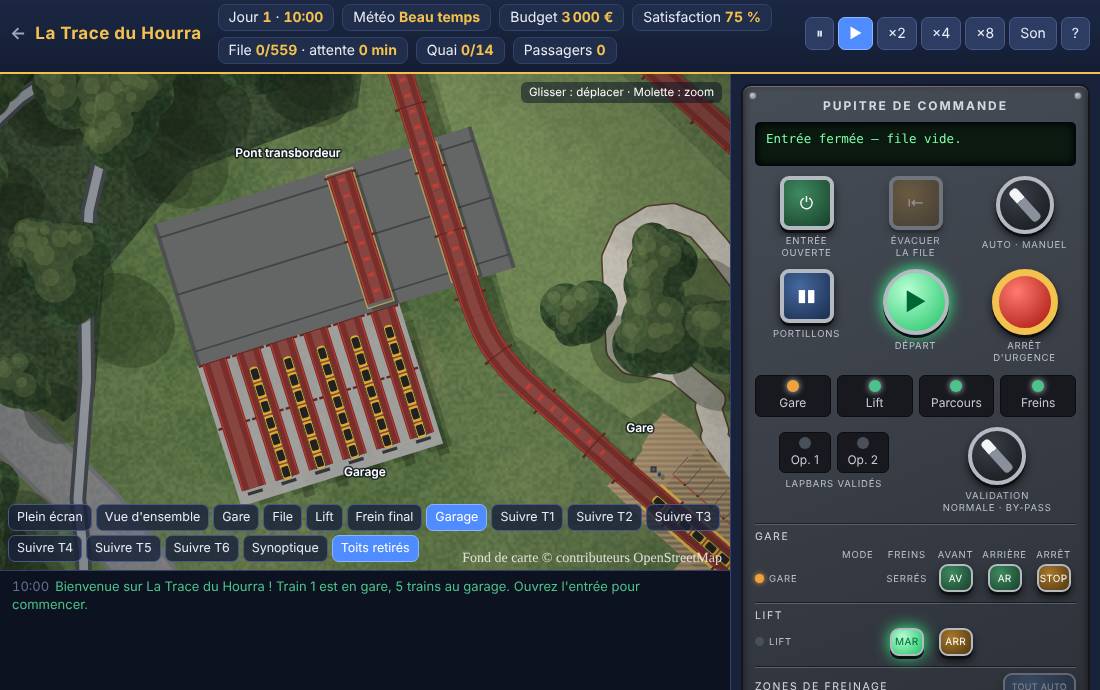 ← La Trace du Hourra
Jour 1 · 10:00
Météo Beau temps
Budget 3 000 €
Satisfaction 75 %
File 0/559 · attente 0 min
Quai 0/14
Passagers 0
×2
×4
×8
Son
?
Glisser : déplacer · Molette : zoom
Pont transbordeur
Gare
Garage
Plein écran
Vue d'ensemble
Gare
File
Lift
Frein final
Garage
Suivre T1
Suivre T2
Suivre T3
Suivre T4
Suivre T5
Suivre T6
Synoptique
Toits retirés
Fond de carte © contributeurs OpenStreetMap
10:00 Bienvenue sur La Trace du Hourra ! Train 1 est en gare, 5 trains au garage. Ouvrez l'entrée pour
commencer.
PUPITRE DE COMMANDE
Entrée fermée — file vide.
ENTRÉE
OUVERTE
ÉVACUER
LA FILE
AUTO · MANUEL
PORTILLONS
DÉPART
ARRÊT
D'URGENCE
Gare
Lift
Parcours
Freins
Op. 1
Op. 2
LAPBARS VALIDÉS
VALIDATION
NORMALE · BY-PASS
GARE
MODE FREINS AVANT ARRIÈRE ARRÊT
GARE SERRÉS AV AR STOP
LIFT
LIFT MAR ARR
ZONES DE FREINAGE TOUT AUTO